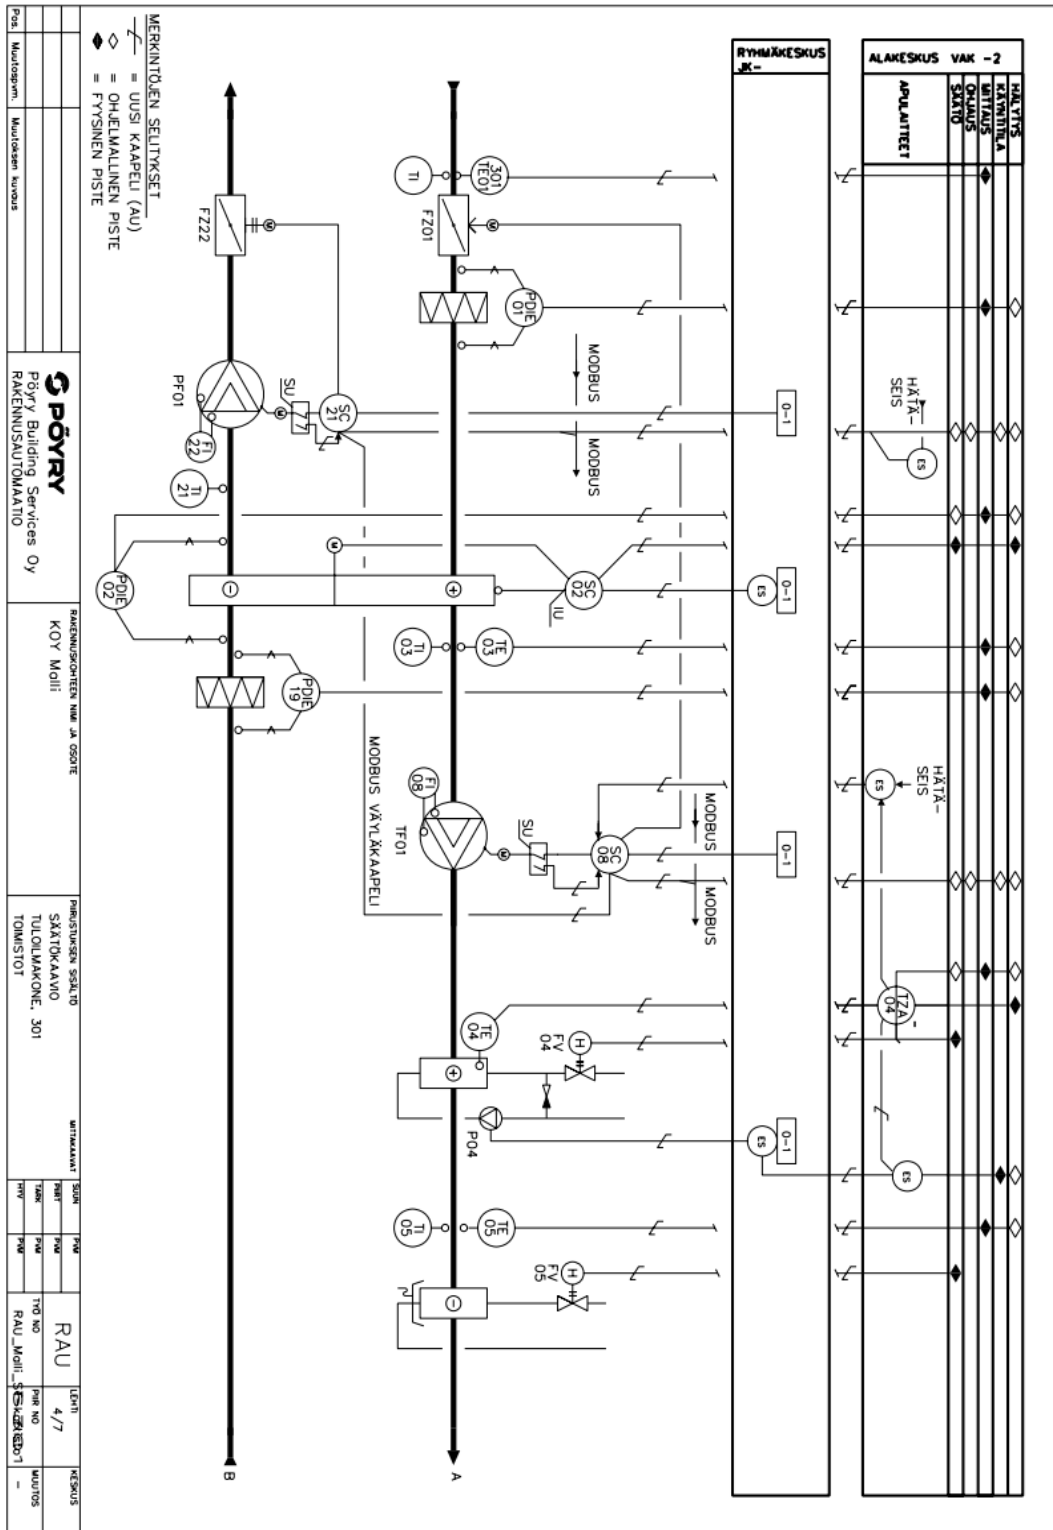 ALAKESKUS VAK -2
HÄLYTYS
KÄYNTITILA
MITTAUS
OHJAUS
SÄÄTÖ
APULAITTEET
HÄTÄ-
SEIS
ES
HÄTÄ-
SEIS
ES
TZA
04
-
ES
RYHMÄKESKUS
JK-
0-1
0-1
ES
0-1
0-1
ES
301
TE01
TI
FZ01
M
PDIE
01
MODBUS
MODBUS
SC
21
SU
M
M
FZ22
PF01
FI
22
TI
21
PDIE
02
M
SC
02
IU
TE
03
TI
03
PDIE
19
MODBUS VÄYLÄKAAPELI
FI
08
TF01
SU
M
SC
08
MODBUS
MODBUS
TE
04
FV
04
H
P04
TE
05
TI
05
FV
05
H
A
B
MERKINTÖJEN SELITYKSET
= UUSI KAAPELI (AU)
= OHJELMALLINEN PISTE
= FYYSINEN PISTE
Pos.
Muutospvm.
Muutoksen kuvaus
PÖYRY
Pöyry Building Services Oy
RAKENNUSAUTOMAATIO
RAKENNUSKOHTEEN NIMI JA OSOITE
KOY Malli
PIIRUSTUKSEN SISÄLTÖ
SÄÄTÖKAAVIO
TULOILMAKONE, 301
TOIMISTOT
MITTAKAAVAT
SUUN
PVM
PIIRT
PVM
TARK
PVM
HYV
PVM
RAU
LEHTI
4/7
KESKUS
TYÖ NO
PIIR NO
MUUTOS
-